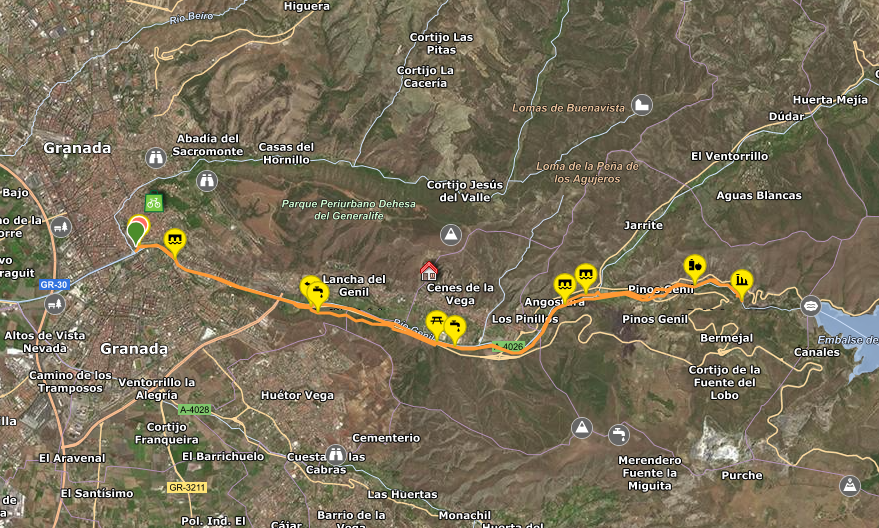 Higuera
Río Beiro
Cortijo Las
Pitas
Cortijo La
Cacería
Lomas de Buenavista
Huerta Mejía
Dúdar
Abadía del
Sacromonte
Granada
Casas del
Hornillo
El Ventorrillo
Loma de la Peña de
los Agujeros
Bajo
Cortijo Jesús
del Valle
Aguas Blancas
Parque Periurbano Dehesa
del Generalife
no de la
orre
Jarrite
vo
raguit
GR-30
Lancha del
Genil
Cenes de la
Vega
Pinos Genil
Angostura
Los Pinillos
Pinos Genil
Río Genil
Altos de Vista
Nevada
Granada
A-4026
Bermejal
Embalse de
Canales
Camino de los
Tramposos
Ventorrillo la
Alegría
Cortijo de la
Fuente del
Lobo
Huétor Vega
A-4028
lla
Cortijo
Franqueira
Cementerio
El Aravenal
El Barrichuelo
Cuesta las
Cabras
Merendero
Fuente la
Miguita
Purche
GR-3211
El Santísimo
Las Huertas
de
a
Pol. Ind. El
Cájar
Barrio de la
Vega
Monachil
Huerta del